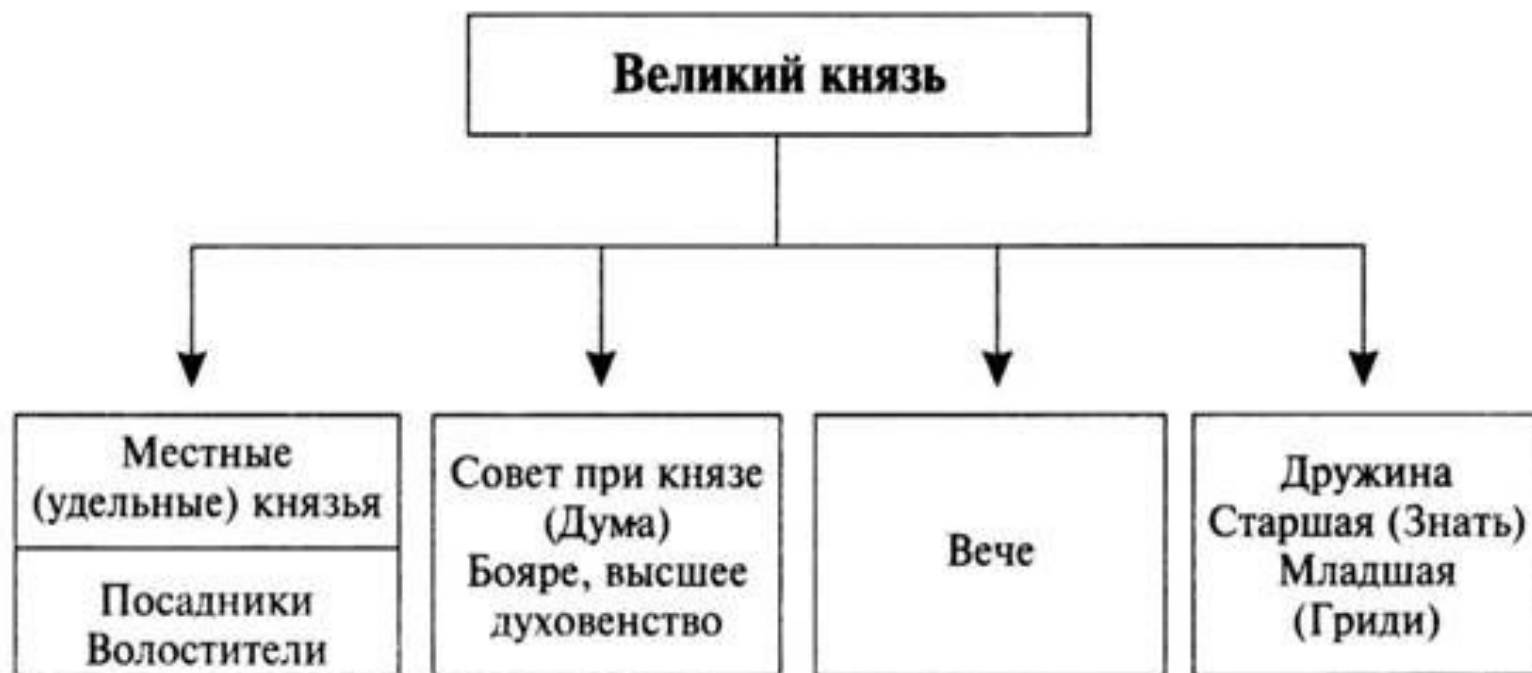 Великий князь
Местные
(удельные) князья
Посадники
Волостители
Совет при князе
(Дума)
Бояре, высшее
духовенство
Вече
Дружина
Старшая (Знать)
Младшая
(Гриди)